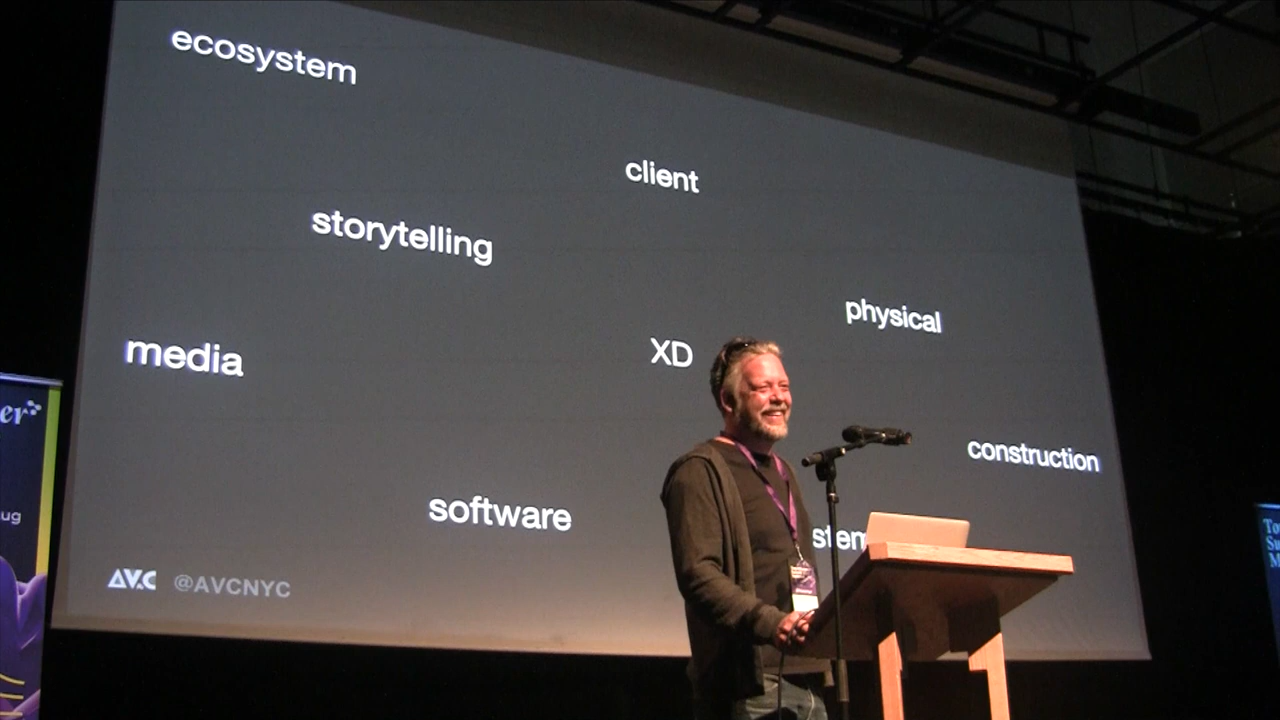 ecosystem
client
storytelling
physical
media
XD
construction
software
AV.C @AVCNYC